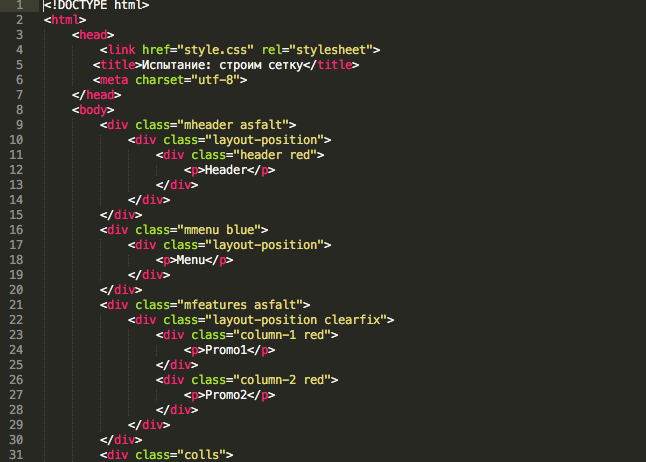 1 <!DOCTYPE html>
2 <html>
3 <head>
4 <link href="style.css" rel="stylesheet">
5 <title>Испытание: строим сетку</title>
6 <meta charset="utf-8">
7 </head>
8 <body>
9 <div class="mheader asfalt">
10 <div class="layout-position">
11 <div class="header red">
12 <p>Header</p>
13 </div>
14 </div>
15 </div>
16 <div class="mmenu blue">
17 <div class="layout-position">
18 <p>Menu</p>
19 </div>
20 </div>
21 <div class="mfeatures asfalt">
22 <div class="layout-position clearfix">
23 <div class="column-1 red">
24 <p>Promo1</p>
25 </div>
26 <div class="column-2 red">
27 <p>Promo2</p>
28 </div>
29 </div>
30 </div>
31 <div class="colls">